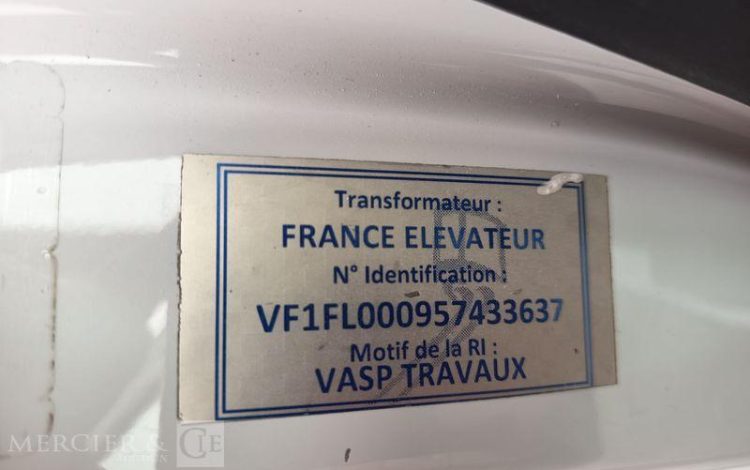 Transformateur :
FRANCE ELEVATEUR
N° Identification :
VF1FL000957433637
Motif de la RI :
VASP TRAVAUX
MERCIER & CIE